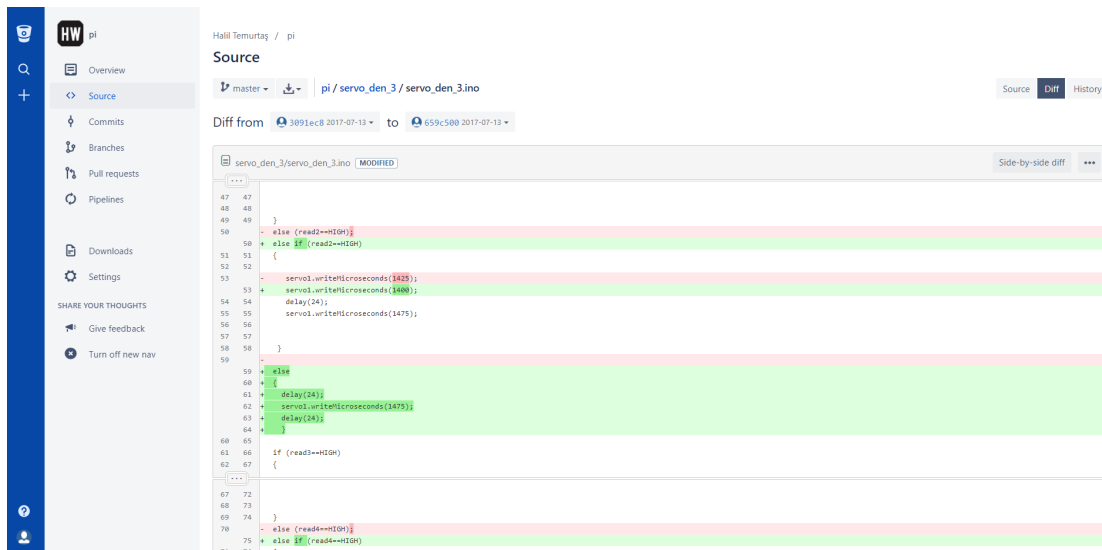 HW pi
Overview
Source
Commits
Branches
Pull requests
Pipelines
Downloads
Settings
SHARE YOUR THOUGHTS
Give feedback
Turn off new nav
Halil Temurtaş / pi
Source
master
pi / servo_den_3 / servo_den_3.ino
Source Diff History
Diff from 3091ec8 2017-07-13 to 659c500 2017-07-13
servo_den_3/servo_den_3.ino MODIFIED
Side-by-side diff •••
...
47 47
48 48
49 49 }
50 - else (read2==HIGH);
50 + else if (read2==HIGH)
51 51 {
52 52
53 - servo1.writeMicroseconds(1425);
53 + servo1.writeMicroseconds(1400);
54 54 delay(24);
55 55 servo1.writeMicroseconds(1475);
56 56
57 57
58 58 }
59 -
59 + else
60 + {
61 + delay(24);
62 + servo1.writeMicroseconds(1475);
63 + delay(24);
64 + }
60 65
61 66 if (read3==HIGH)
62 67 {
...
67 72
68 73
69 74 }
70 - else (read4==HIGH);
75 + else if (read4==HIGH)